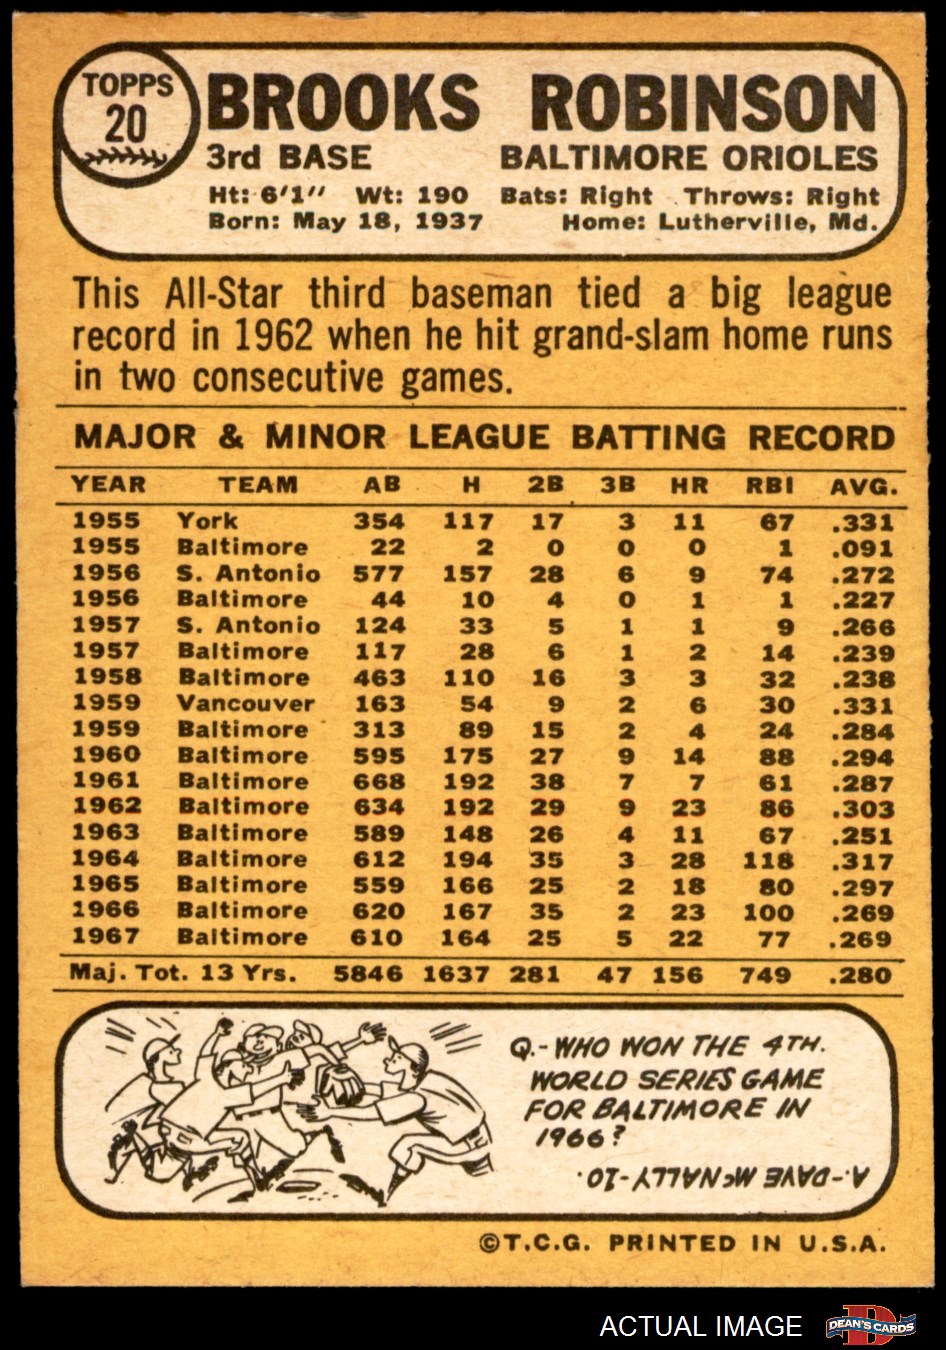 TOPPS
20
BROOKS ROBINSON
3rd BASE BALTIMORE ORIOLES
Ht: 6'1" Wt: 190 Bats: Right Throws: Right
Born: May 18, 1937 Home: Lutherville, Md.
This All-Star third baseman tied a big league
record in 1962 when he hit grand-slam home runs
in two consecutive games.
MAJOR & MINOR LEAGUE BATTING RECORD
YEAR TEAM AB H 2B 3B HR RBI AVG.
1955 York 354 117 17 3 11 67 .331
1955 Baltimore 22 2 0 0 0 1 .091
1956 S. Antonio 577 157 28 6 9 74 .272
1956 Baltimore 44 10 4 0 1 1 .227
1957 S. Antonio 124 33 5 1 1 9 .266
1957 Baltimore 117 28 6 1 2 14 .239
1958 Baltimore 463 110 16 3 3 32 .238
1959 Vancouver 163 54 9 2 6 30 .331
1959 Baltimore 313 89 15 2 4 24 .284
1960 Baltimore 595 175 27 9 14 88 .294
1961 Baltimore 668 192 38 7 7 61 .287
1962 Baltimore 634 192 29 9 23 86 .303
1963 Baltimore 589 148 26 4 11 67 .251
1964 Baltimore 612 194 35 3 28 118 .317
1965 Baltimore 559 166 25 2 18 80 .297
1966 Baltimore 620 167 35 2 23 100 .269
1967 Baltimore 610 164 25 5 22 77 .269
Maj. Tot. 13 Yrs. 5846 1637 281 47 156 749 .280
Q.-WHO WON THE 4TH.
WORLD SERIES GAME
FOR BALTIMORE IN
1966?
A.-DAVE McNALLY-10.
©T.C.G. PRINTED IN U.S.A.
ACTUAL IMAGE
D
DEAN'S CARDS